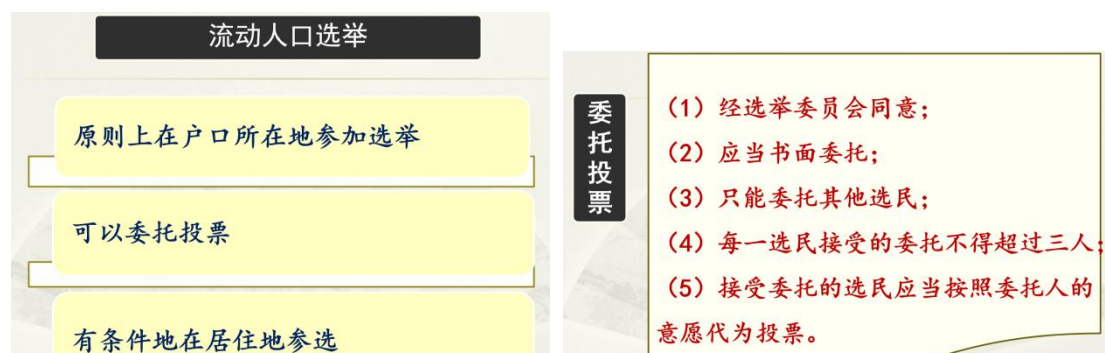 流动人口选举
原则上在户口所在地参加选举
可以委托投票
有条件地在居住地参选
委托投票
（1）经选举委员会同意；
（2）应当书面委托；
（3）只能委托其他选民；
（4）每一选民接受的委托不得超过三人；
（5）接受委托的选民应当按照委托人的
意愿代为投票。